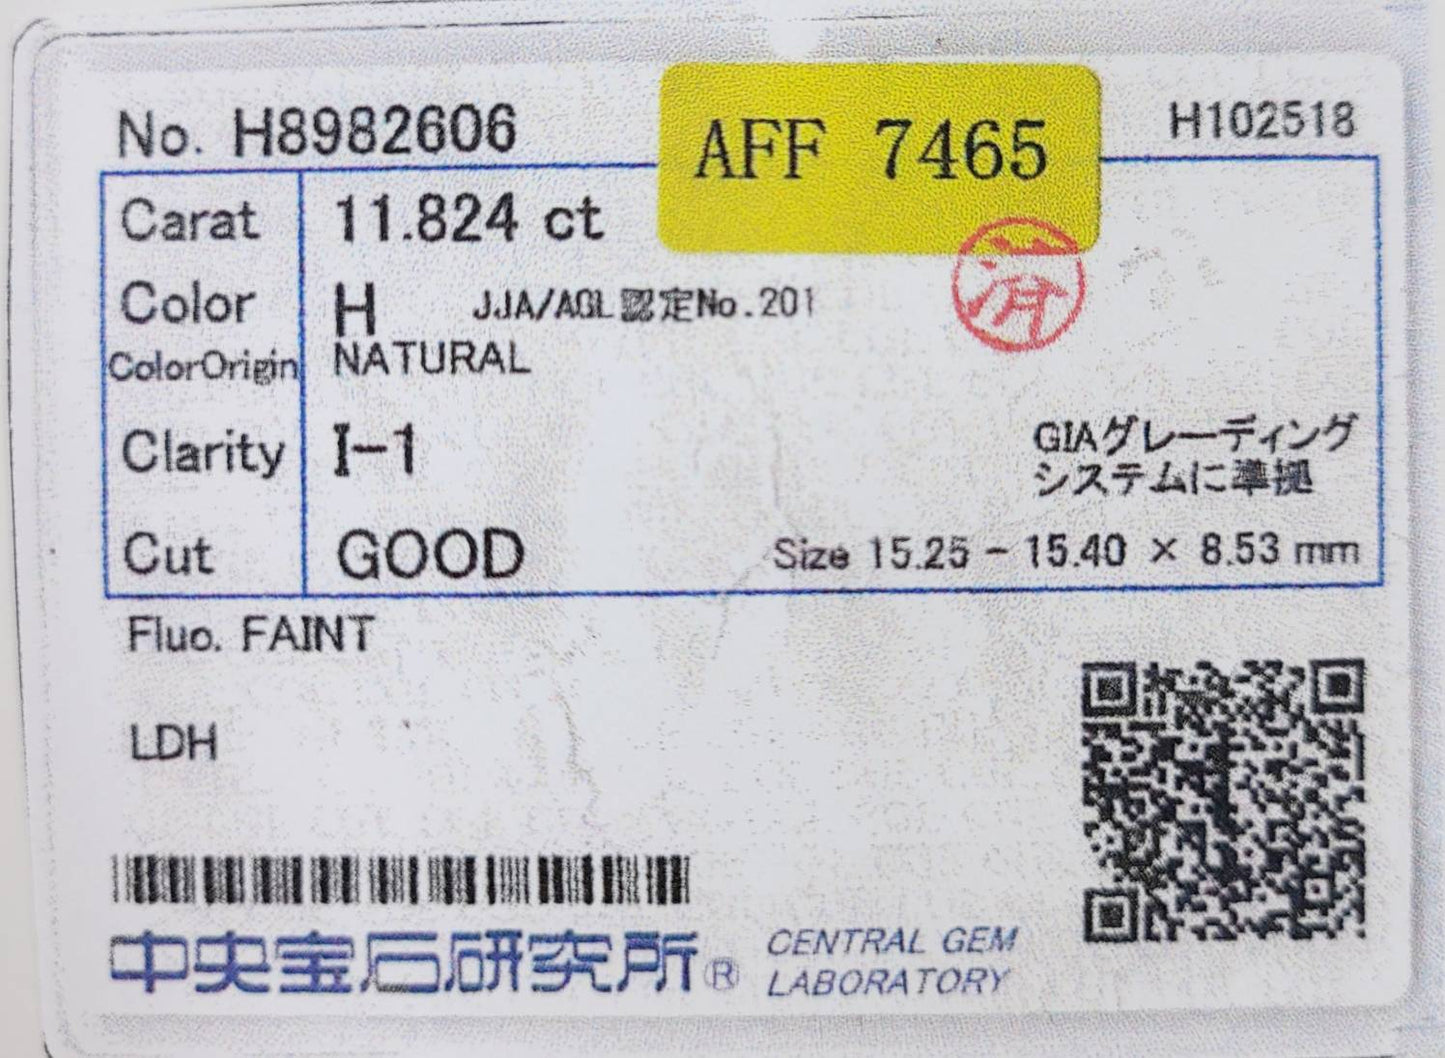 No. H8982606
AFF 7465
H102518
Carat 11.824 ct
済
Color H JJA/AGL認定No.201
ColorOrigin NATURAL
Clarity I-1
GIAグレーディング
システムに準拠
Cut GOOD Size 15.25 - 15.40 × 8.53 mm
Fluo. FAINT
LDH
中央宝石研究所® CENTRAL GEM
LABORATORY